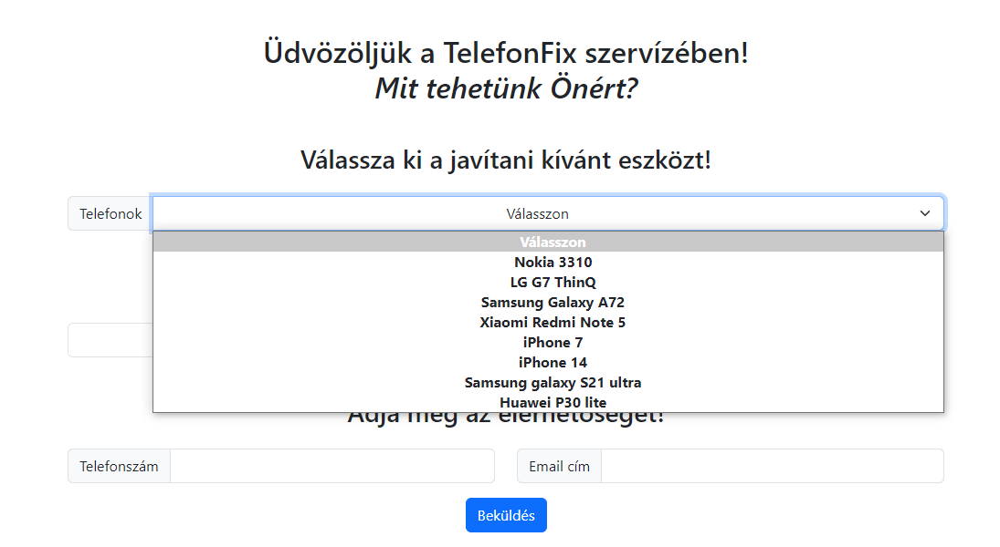 Üdvözöljük a TelefonFix szervízében!
Mit tehetünk Önért?
Válassza ki a javítani kívánt eszközt!
Telefonok
Válasszon
Válasszon
Nokia 3310
LG G7 ThinQ
Samsung Galaxy A72
Xiaomi Redmi Note 5
iPhone 7
iPhone 14
Samsung galaxy S21 ultra
Huawei P30 lite
Adja meg az elérhetőségét!
Telefonszám
Email cím
Beküldés